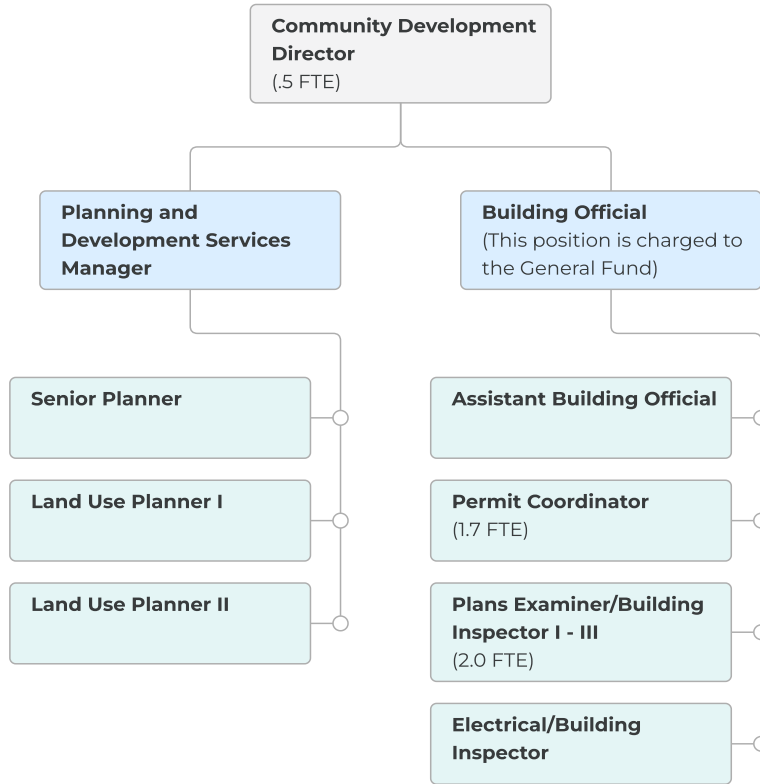 Community Development
Director
(.5 FTE)
Planning and
Development Services
Manager
Building Official
(This position is charged to
the General Fund)
Senior Planner
Land Use Planner I
Land Use Planner II
Assistant Building Official
Permit Coordinator
(1.7 FTE)
Plans Examiner/Building
Inspector I - III
(2.0 FTE)
Electrical/Building
Inspector